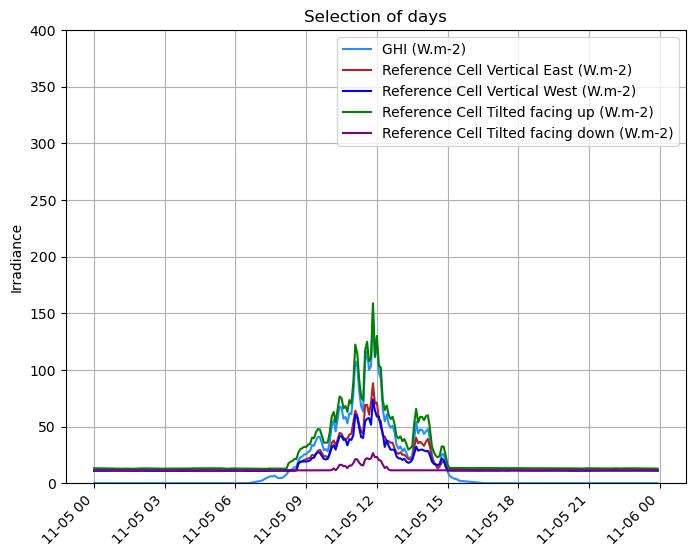 Selection of days
GHI (W.m-2)
Reference Cell Vertical East (W.m-2)
Reference Cell Vertical West (W.m-2)
Reference Cell Tilted facing up (W.m-2)
Reference Cell Tilted facing down (W.m-2)
Irradiance
400
350
300
250
200
150
100
50
0
11-05 00
11-05 03
11-05 06
11-05 09
11-05 12
11-05 15
11-05 18
11-05 21
11-06 00